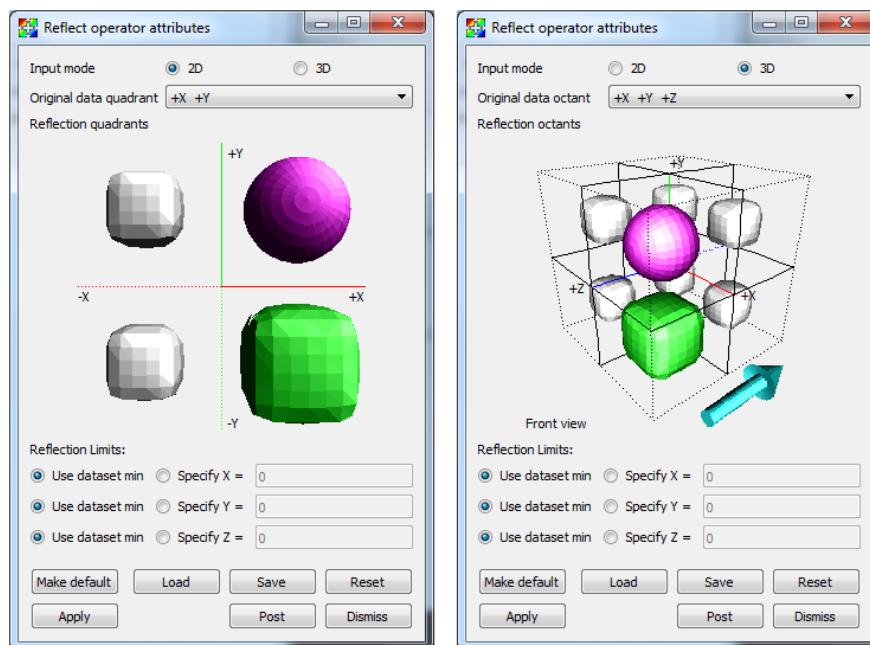 Reflect operator attributes
Input mode 2D 3D
Original data quadrant +X +Y
Reflection quadrants
+Y
-X +X
-Y
Reflection Limits:
Use dataset min Specify X = 0
Use dataset min Specify Y = 0
Use dataset min Specify Z = 0
Make default Load Save Reset
Apply Post Dismiss
Reflect operator attributes
Input mode 2D 3D
Original data octant +X +Y +Z
Reflection octants
+Y
+Z +X
Front view
Reflection Limits:
Use dataset min Specify X = 0
Use dataset min Specify Y = 0
Use dataset min Specify Z = 0
Make default Load Save Reset
Apply Post Dismiss